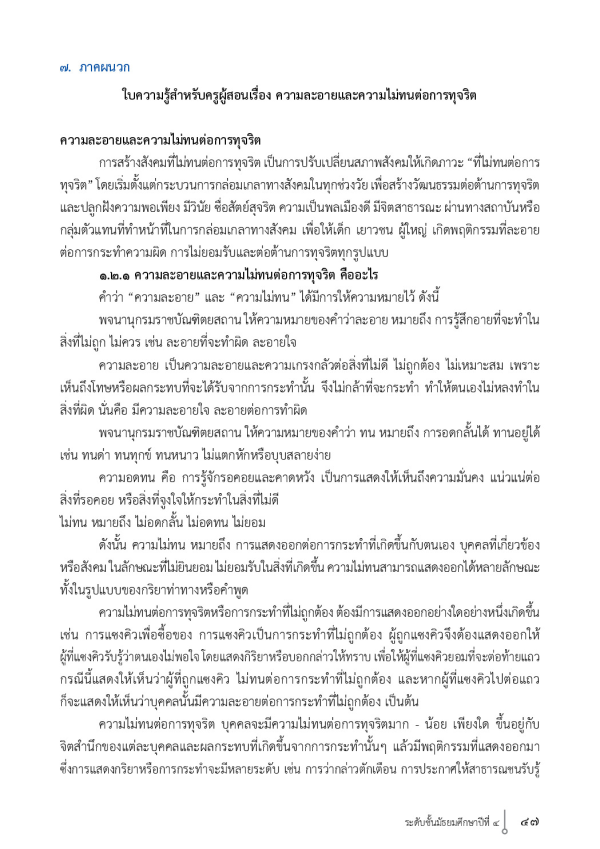 ๗. ภาคผนวก
ใบความรู้สำหรับครูผู้สอนเรื่อง ความละอายและความไม่ทนต่อการทุจริต
ความละอายและความไม่ทนต่อการทุจริต
การสร้างสังคมที่ไม่ทนต่อการทุจริต เป็นการปรับเปลี่ยนสภาพสังคมให้เกิดภาวะ “ที่ไม่ทนต่อการ
ทุจริต” โดยเริ่มตั้งแต่กระบวนการกล่อมเกลาทางสังคมในทุกช่วงวัย เพื่อสร้างวัฒนธรรมต่อต้านการทุจริต
และปลูกฝังความพอเพียง มีวินัย ซื่อสัตย์สุจริต ความเป็นพลเมืองดี มีจิตสาธารณะ ผ่านทางสถาบันหรือ
กลุ่มตัวแทนที่ทำหน้าที่ในการกล่อมเกลาทางสังคม เพื่อให้เด็ก เยาวชน ผู้ใหญ่ เกิดพฤติกรรมที่ละอาย
ต่อการกระทำความผิด การไม่ยอมรับและต่อต้านการทุจริตทุกรูปแบบ
๑.๒.๑ ความละอายและความไม่ทนต่อการทุจริต คืออะไร
คำว่า “ความละอาย” และ “ความไม่ทน” ได้มีการให้ความหมายไว้ ดังนี้
พจนานุกรมราชบัณฑิตยสถาน ให้ความหมายของคำว่าละอาย หมายถึง การรู้สึกอายที่จะทำใน
สิ่งที่ไม่ถูก ไม่ควร เช่น ละอายที่จะทำผิด ละอายใจ
ความละอาย เป็นความละอายและความเกรงกลัวต่อสิ่งที่ไม่ดี ไม่ถูกต้อง ไม่เหมาะสม เพราะ
เห็นถึงโทษหรือผลกระทบที่จะได้รับจากการกระทำนั้น จึงไม่กล้าที่จะกระทำ ทำให้ตนเองไม่หลงทำใน
สิ่งที่ผิด นั่นคือ มีความละอายใจ ละอายต่อการทำผิด
พจนานุกรมราชบัณฑิตยสถาน ให้ความหมายของคำว่า ทน หมายถึง การอดกลั้นได้ ทานอยู่ได้
เช่น ทนด่า ทนทุกข์ ทนหนาว ไม่แตกหักหรือบุบสลายง่าย
ความอดทน คือ การรู้จักรอคอยและคาดหวัง เป็นการแสดงให้เห็นถึงความมั่นคง แน่วแน่ต่อ
สิ่งที่รอคอย หรือสิ่งที่จูงใจให้กระทำในสิ่งที่ไม่ดี
ไม่ทน หมายถึง ไม่อดกลั้น ไม่อดทน ไม่ยอม
ดังนั้น ความไม่ทน หมายถึง การแสดงออกต่อการกระทำที่เกิดขึ้นกับตนเอง บุคคลที่เกี่ยวข้อง
หรือสังคม ในลักษณะที่ไม่ยินยอม ไม่ยอมรับในสิ่งที่เกิดขึ้น ความไม่ทนสามารถแสดงออกได้หลายลักษณะ
ทั้งในรูปแบบของกริยาท่าทางหรือคำพูด
ความไม่ทนต่อการทุจริตหรือการกระทำที่ไม่ถูกต้อง ต้องมีการแสดงออกอย่างใดอย่างหนึ่งเกิดขึ้น
เช่น การแซงคิวเพื่อซื้อของ การแซงคิวเป็นการกระทำที่ไม่ถูกต้อง ผู้ถูกแซงคิวจึงต้องแสดงออกให้
ผู้ที่แซงคิวรับรู้ว่าตนเองไม่พอใจ โดยแสดงกิริยาหรือบอกกล่าวให้ทราบ เพื่อให้ผู้ที่แซงคิวยอมที่จะต่อท้ายแถว
กรณีนี้แสดงให้เห็นว่าผู้ที่ถูกแซงคิว ไม่ทนต่อการกระทำที่ไม่ถูกต้อง และหากผู้ที่แซงคิวไปต่อแถว
ก็จะแสดงให้เห็นว่าบุคคลนั้นมีความละอายต่อการกระทำที่ไม่ถูกต้อง เป็นต้น
ความไม่ทนต่อการทุจริต บุคคลจะมีความไม่ทนต่อการทุจริตมาก - น้อย เพียงใด ขึ้นอยู่กับ
จิตสำนึกของแต่ละบุคคลและผลกระทบที่เกิดขึ้นจากการกระทำนั้นๆ แล้วมีพฤติกรรมที่แสดงออกมา
ซึ่งการแสดงกริยาหรือการกระทำจะมีหลายระดับ เช่น การว่ากล่าวตักเตือน การประกาศให้สาธารณชนรับรู้
ระดับชั้นมัธยมศึกษาปีที่ ๔ ๔๗